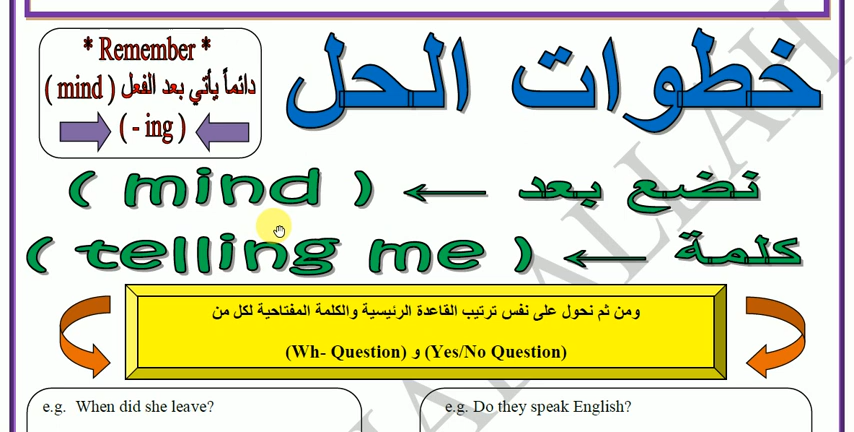 * Remember *
دائماً يأتي بعد الفعل ( mind )
( - ing )
خطوات الحل
نضع بعد ( mind )
كلمة ( telling me )
ومن ثم نحول على نفس ترتيب القاعدة الرئيسية والكلمة المفتاحية لكل من
(Yes/No Question) و (Wh- Question)
e.g. When did she leave?
e.g. Do they speak English?